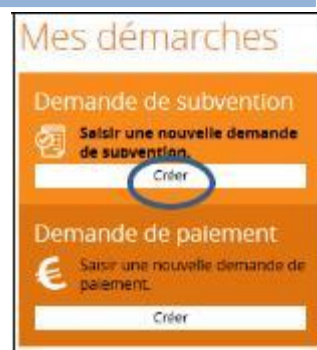 Mes démarches
Demande de subvention
Saisir une nouvelle demande
de subvention.
Créer
Demande de paiement
€ Saisir une nouvelle demande de
paiement.
Créer